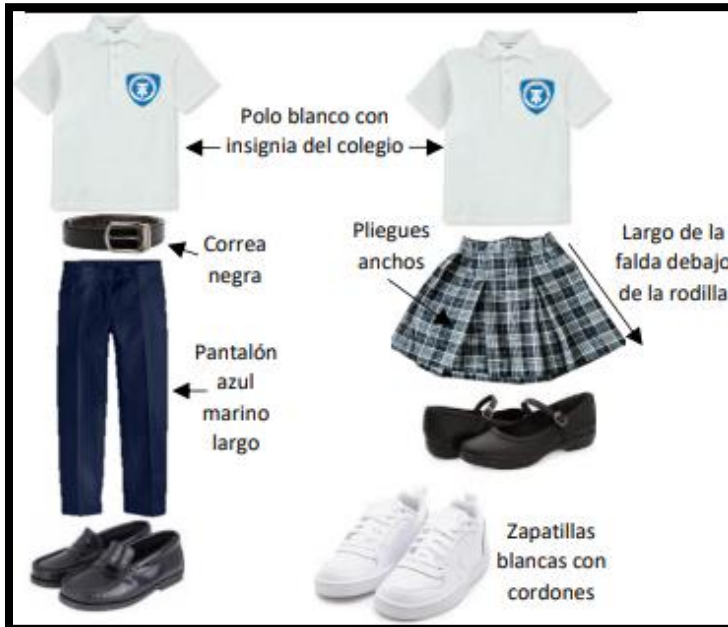 Polo blanco con
insignia del colegio
Correa
negra
Pliegues
anchos
Largo de la
falda debajo
de la rodilla
Pantalón
azul
marino
largo
Zapatillas
blancas con
cordones